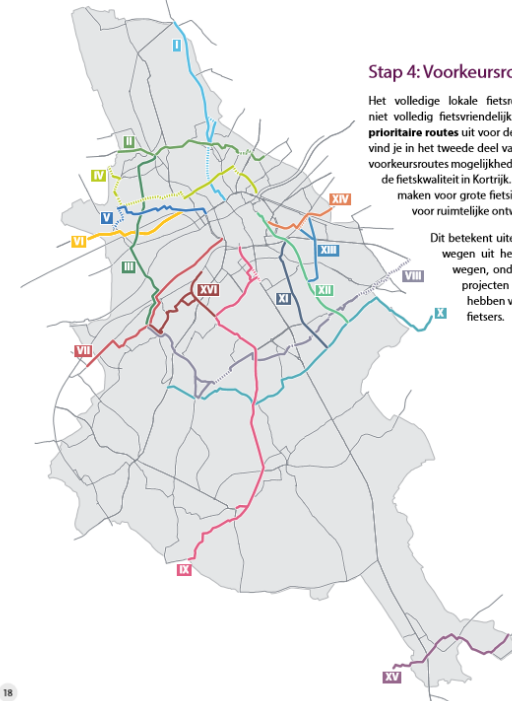 I
Stap 4: Voorkeursro
Het volledige lokale fietsr
niet volledig fietsvriendelijk
prioritaire routes uit voor de
vind je in het tweede deel va
voorkeursroutes mogelijkhed
de fietskwaliteit in Kortrijk.
maken voor grote fietsi
voor ruimtelijke ont
Dit betekent uite
wegen uit he
wegen, ond
projecten
hebben v
fietsers.
II
IV
V
VI
III
XIV
XIII
VIII
XVI
XI
XII
X
VII
IX
XV
18